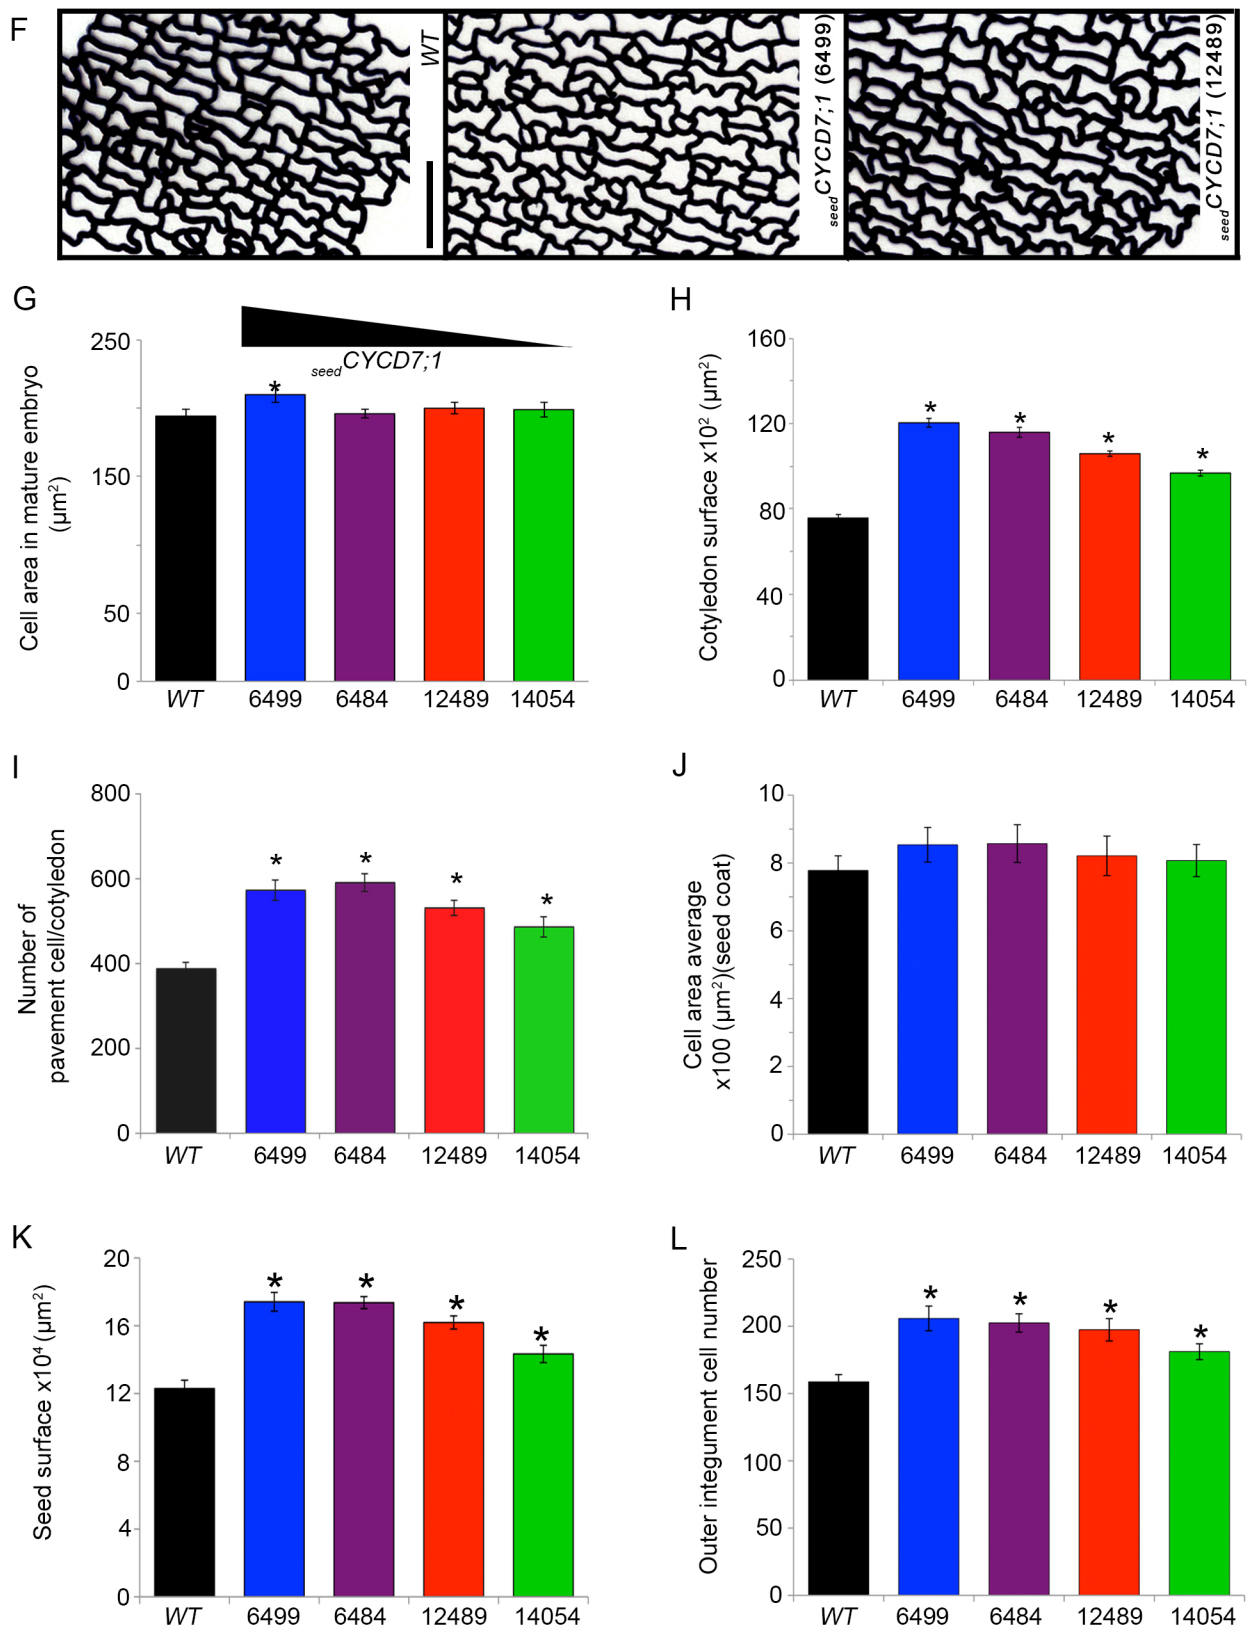 F
WT
seedCYCD7;1 (6499)
seedCYCD7;1 (12489)
G
seedCYCD7;1
Cell area in mature embryo
(µm²)
250
150
50
0
*
WT 6499 6484 12489 14054
H
Cotyledon surface x10² (µm²)
160
120
80
40
0
* * * *
WT 6499 6484 12489 14054
I
Number of
pavement cell/cotyledon
800
600
400
200
0
* * * *
WT 6499 6484 12489 14054
J
Cell area average
x100 (µm²)(seed coat)
10
8
6
4
2
0
WT 6499 6484 12489 14054
K
Seed surface x10⁴ (µm²)
20
16
12
8
4
0
* * * *
WT 6499 6484 12489 14054
L
Outer integument cell number
250
200
150
100
50
0
* * * *
WT 6499 6484 12489 14054